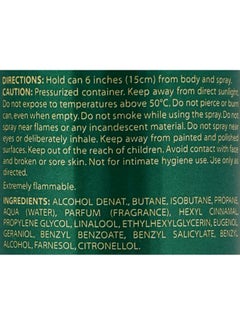 DIRECTIONS: Hold can 6 inches (15cm) from body and spray.
CAUTION: Pressurized container. Keep away from direct sunlight.
Do not expose to temperatures above 50°C. Do not pierce or burn
can, even when empty. Do not smoke while using the spray. Do not
spray near flames or any incandescent material. Do not spray near
eyes or deliberately inhale. Keep away from painted and polished
surfaces. Keep out of the reach of children. Avoid contact with face
and broken or sore skin. Not for intimate hygiene use. Use only as
directed.
Extremely flammable.
INGREDIENTS: ALCOHOL DENAT., BUTANE, ISOBUTANE, PROPANE,
AQUA (WATER), PARFUM (FRAGRANCE), HEXYL CINNAMAL,
PROPYLENE GLYCOL, LINALOOL, ETHYLHEXYLGLYCERIN, EUGENOL,
GERANIOL, BENZYL BENZOATE, BENZYL SALICYLATE, BENZYL
ALCOHOL, FARNESOL, CITRONELLOL.